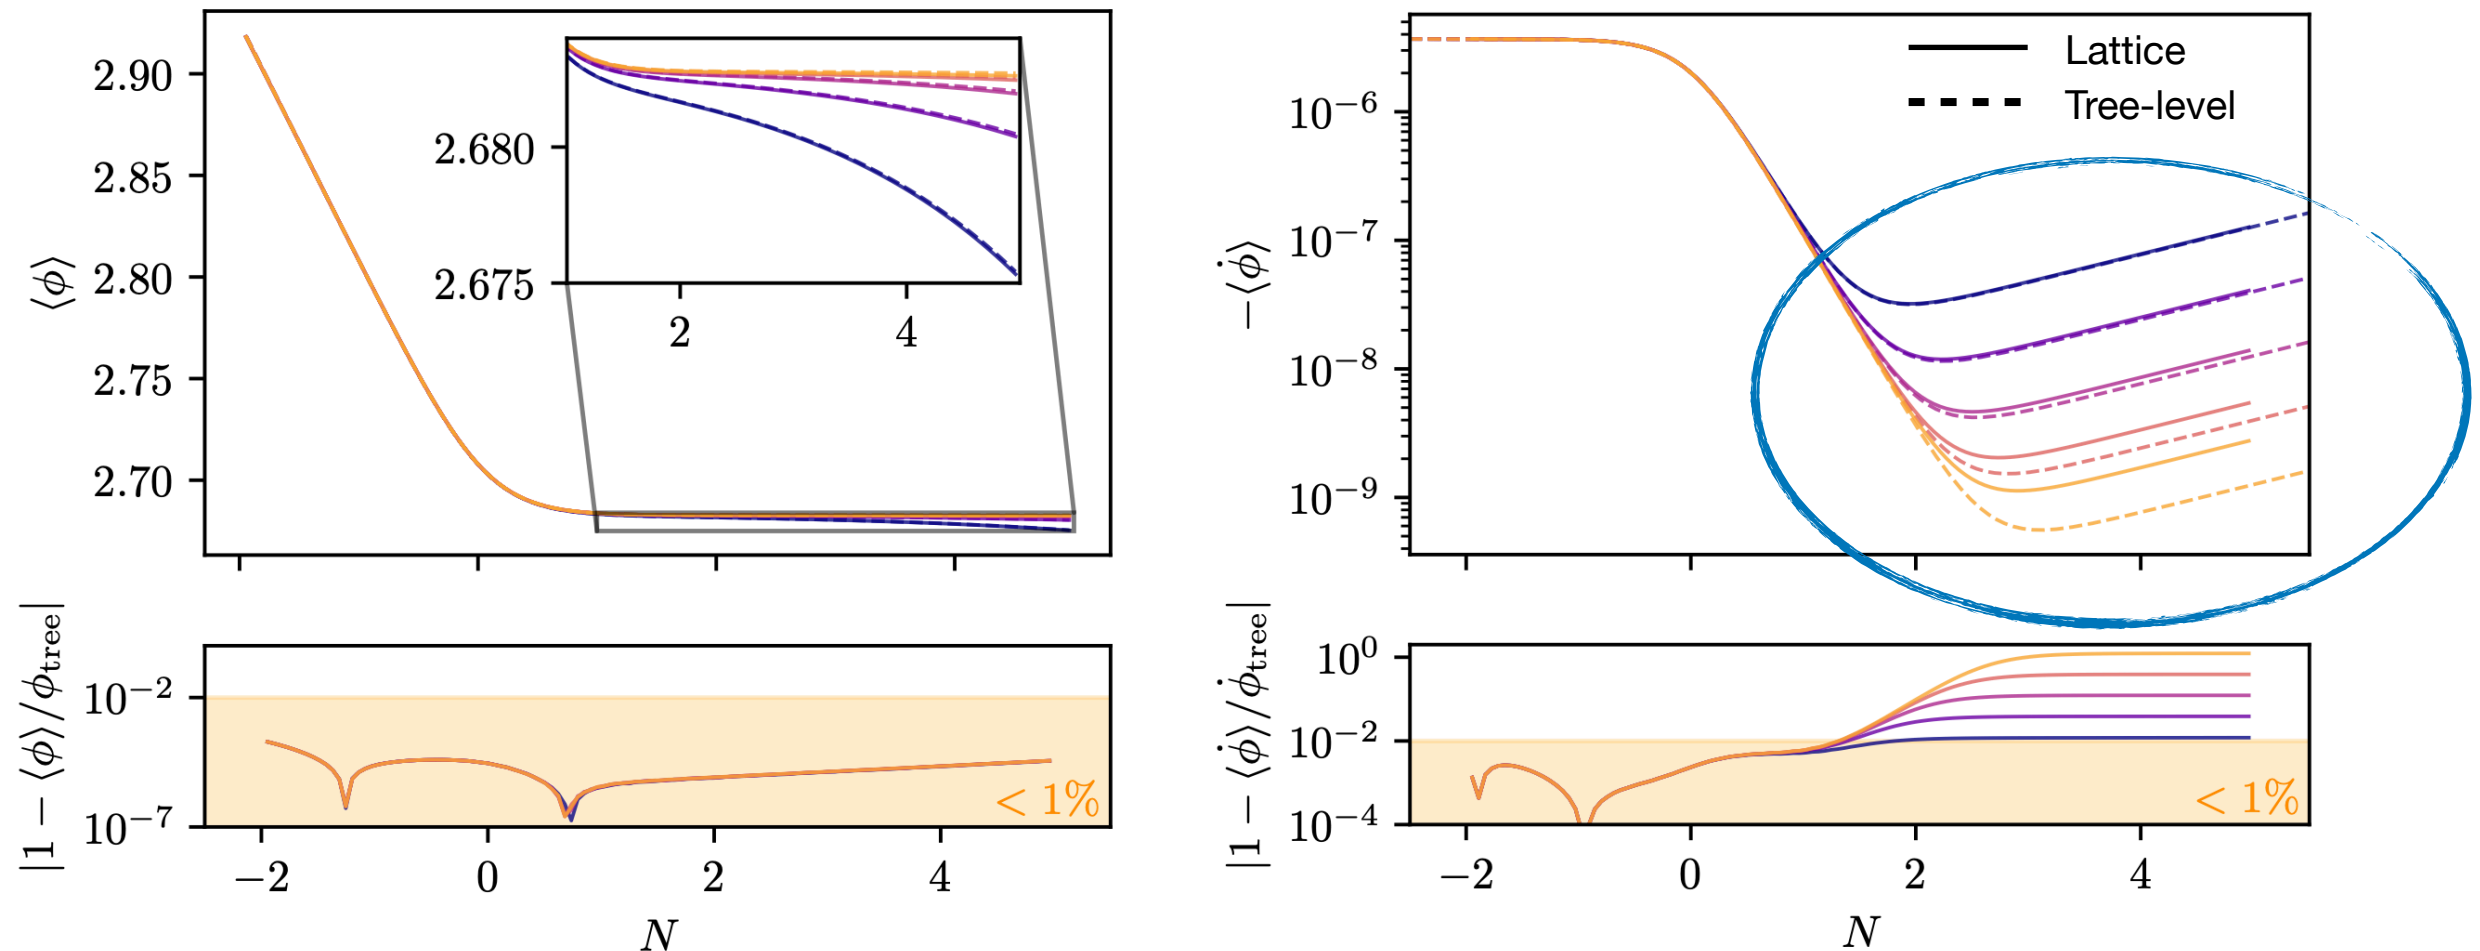 ⟨ϕ⟩
2.90
2.85
2.80
2.75
2.70
2.680
2.675
2 4
|1 − ⟨ϕ⟩/ϕ_tree|
10⁻²
10⁻⁷
< 1%
−2 0 2 4
N
−⟨ϕ̇⟩
10⁻⁶
10⁻⁷
10⁻⁸
10⁻⁹
Lattice
Tree-level
|1 − ⟨ϕ̇⟩/ϕ̇_tree|
10⁰
10⁻²
10⁻⁴
< 1%
−2 0 2 4
N